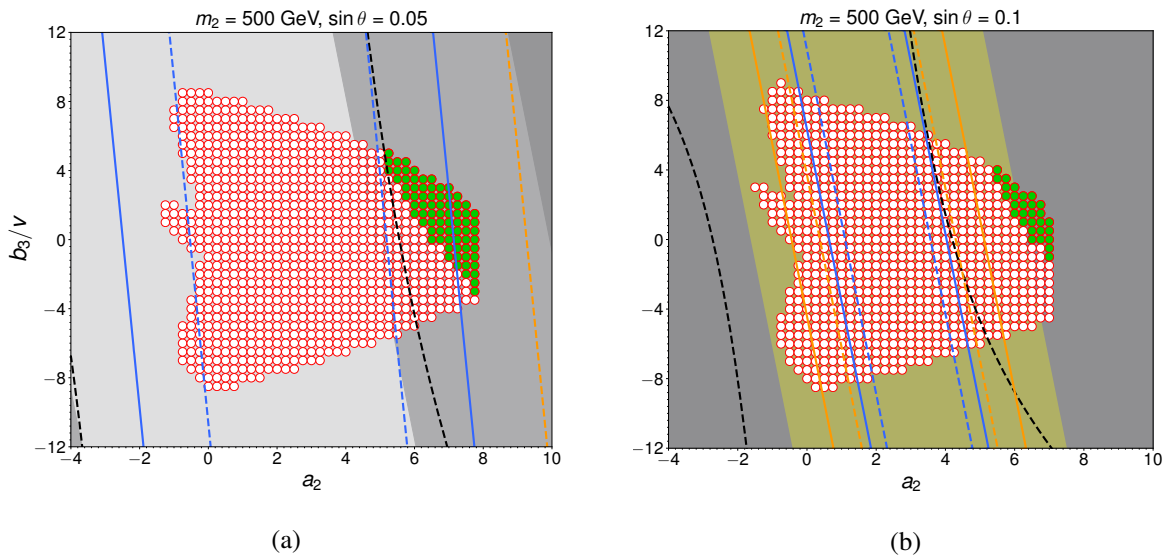 m₂ = 500 GeV, sin θ = 0.05
m₂ = 500 GeV, sin θ = 0.1
12
8
4
0
−4
−8
−12
b₃/v
−4 −2 0 2 4 6 8 10
a₂
12
8
4
0
−4
−8
−12
−4 −2 0 2 4 6 8 10
a₂
(a)
(b)